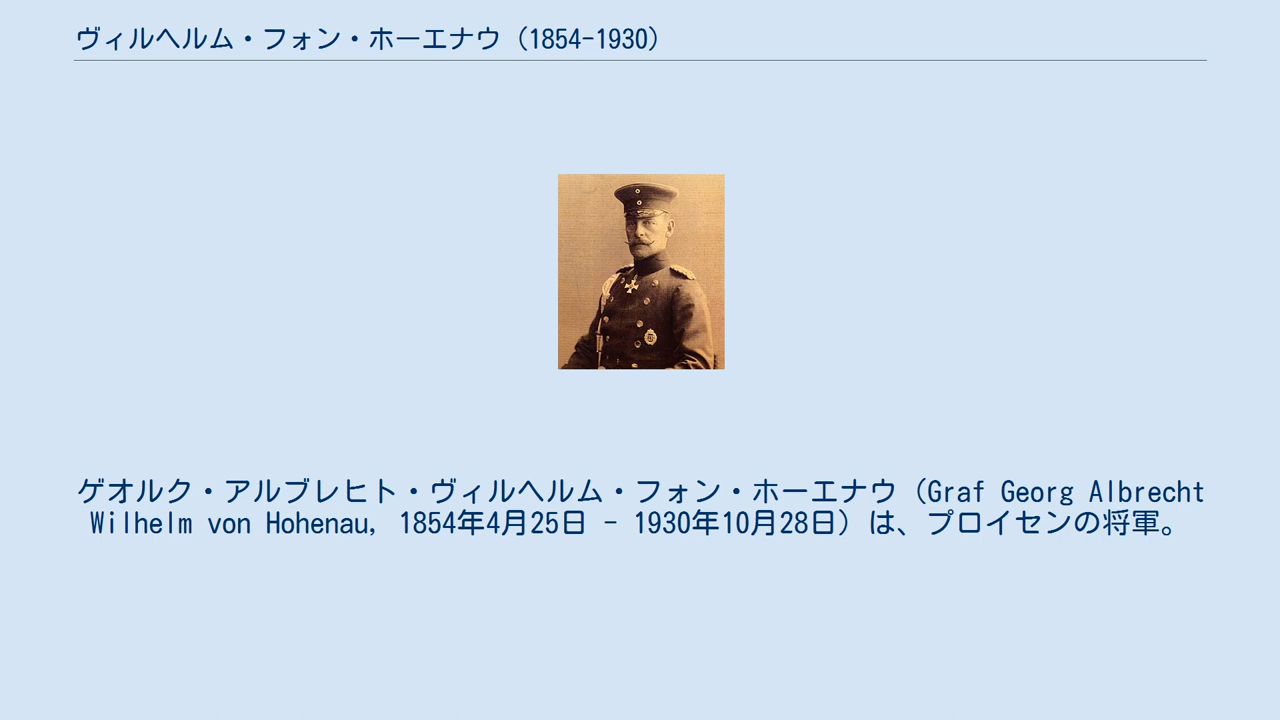 ヴィルヘルム・フォン・ホーエナウ（1854-1930）
ゲオルク・アルブレヒト・ヴィルヘルム・フォン・ホーエナウ（Graf Georg Albrecht
Wilhelm von Hohenau, 1854年4月25日 - 1930年10月28日）は、プロイセンの将軍。